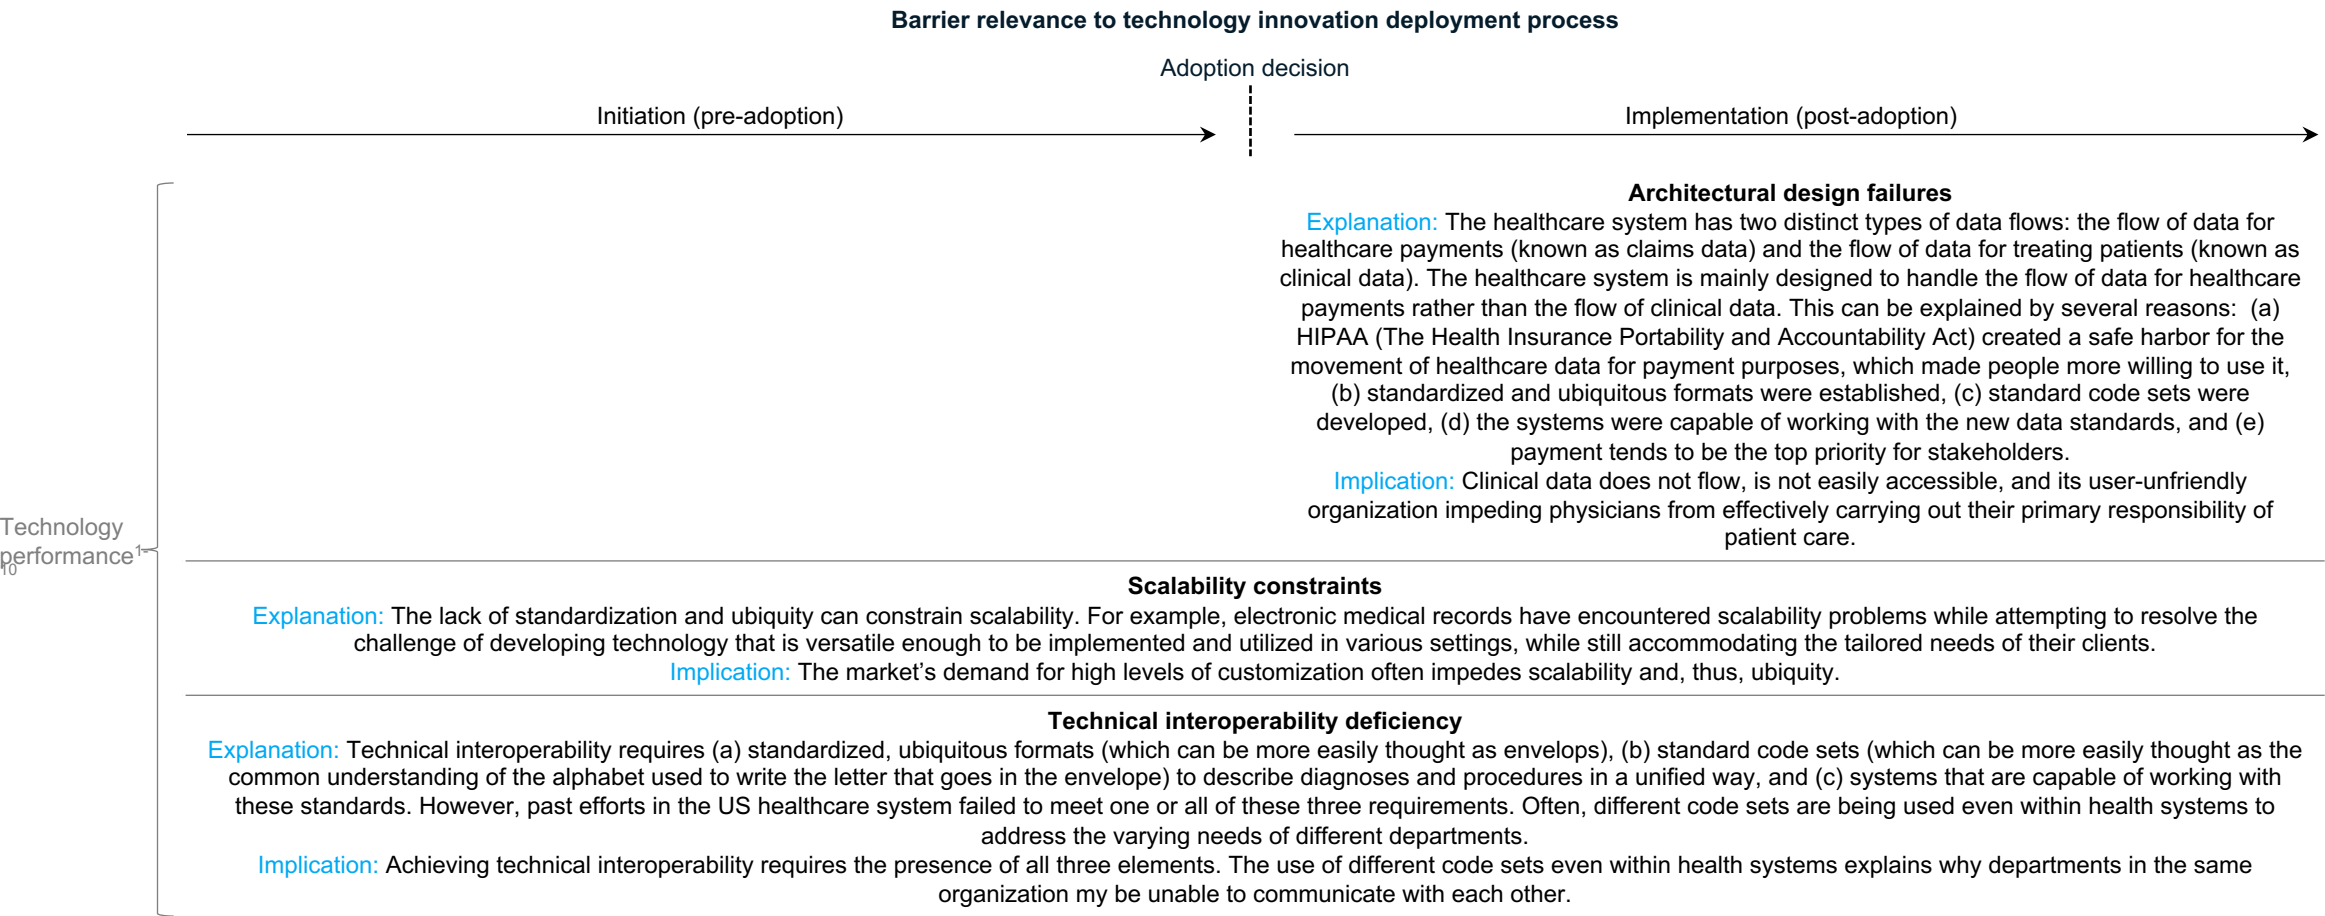 Barrier relevance to technology innovation deployment process
Adoption decision
Initiation (pre-adoption)
Implementation (post-adoption)
Technology
performance1-
10
Architectural design failures
Explanation: The healthcare system has two distinct types of data flows: the flow of data for
healthcare payments (known as claims data) and the flow of data for treating patients (known as
clinical data). The healthcare system is mainly designed to handle the flow of data for healthcare
payments rather than the flow of clinical data. This can be explained by several reasons:  (a)
HIPAA (The Health Insurance Portability and Accountability Act) created a safe harbor for the
movement of healthcare data for payment purposes, which made people more willing to use it,
(b) standardized and ubiquitous formats were established, (c) standard code sets were
developed, (d) the systems were capable of working with the new data standards, and (e)
payment tends to be the top priority for stakeholders.
Implication: Clinical data does not flow, is not easily accessible, and its user-unfriendly
organization impeding physicians from effectively carrying out their primary responsibility of
patient care.
Scalability constraints
Explanation: The lack of standardization and ubiquity can constrain scalability. For example, electronic medical records have encountered scalability problems while attempting to resolve the
challenge of developing technology that is versatile enough to be implemented and utilized in various settings, while still accommodating the tailored needs of their clients.
Implication: The market’s demand for high levels of customization often impedes scalability and, thus, ubiquity.
Technical interoperability deficiency
Explanation: Technical interoperability requires (a) standardized, ubiquitous formats (which can be more easily thought as envelops), (b) standard code sets (which can be more easily thought as the
common understanding of the alphabet used to write the letter that goes in the envelope) to describe diagnoses and procedures in a unified way, and (c) systems that are capable of working with
these standards. However, past efforts in the US healthcare system failed to meet one or all of these three requirements. Often, different code sets are being used even within health systems to
address the varying needs of different departments.
Implication: Achieving technical interoperability requires the presence of all three elements. The use of different code sets even within health systems explains why departments in the same
organization my be unable to communicate with each other.